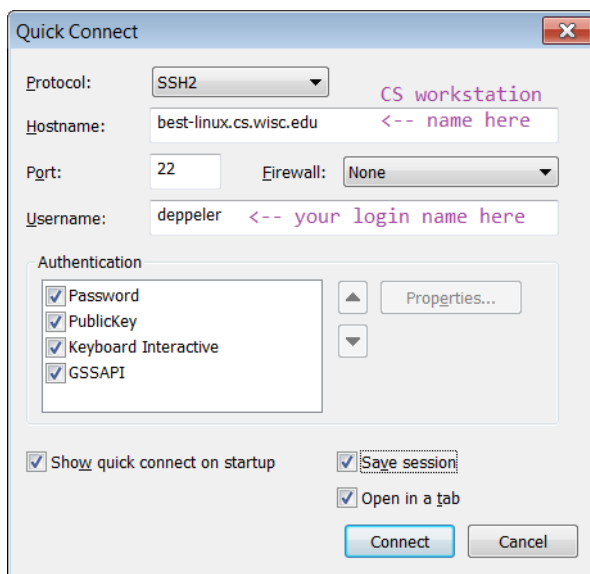 Quick Connect
Protocol: SSH2
CS workstation
Hostname: best-linux.cs.wisc.edu <-- name here
Port: 22 Firewall: None
Username: deppeler <-- your login name here
Authentication
Password
PublicKey
Properties...
Keyboard Interactive
GSSAPI
Show quick connect on startup Save session
Open in a tab
Connect Cancel